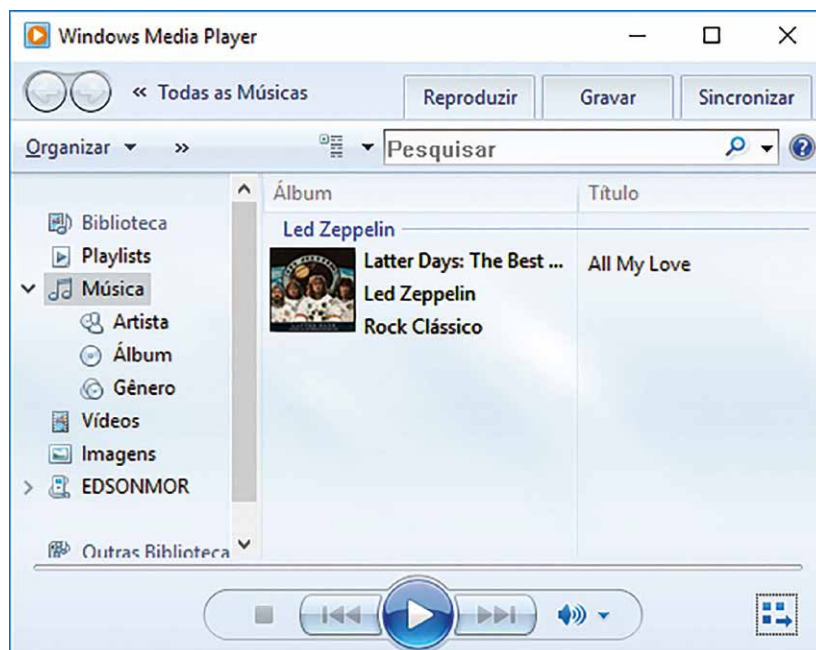 Windows Media Player
« Todas as Músicas
Reproduzir
Gravar
Sincronizar
Organizar
»
Pesquisar
Álbum
Título
Biblioteca
Playlists
Música
Artista
Álbum
Gênero
Vídeos
Imagens
EDSONMOR
Outras Biblioteca
Led Zeppelin
Latter Days: The Best ...
All My Love
Led Zeppelin
Rock Clássico